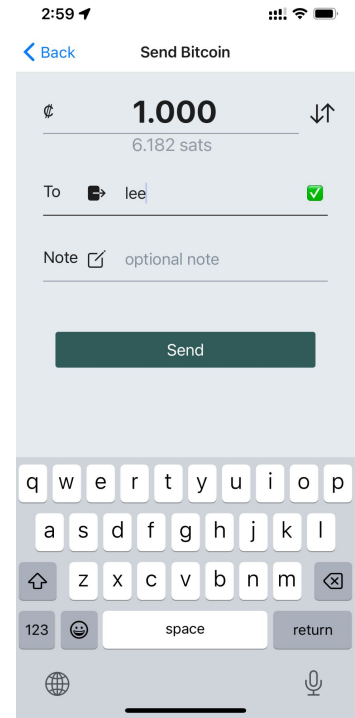 2:59
Back Send Bitcoin
₡ 1.000
6.182 sats
To lee
Note optional note
Send
q w e r t y u i o p
a s d f g h j k l
z x c v b n m
123 space return